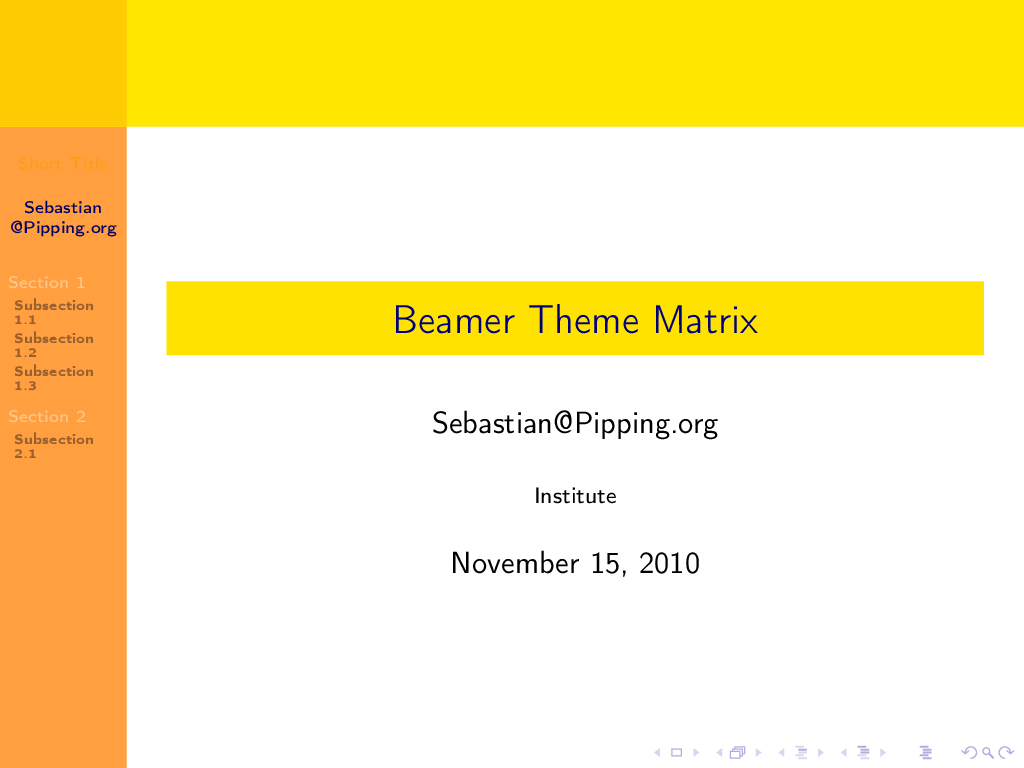 Short Title
Sebastian
@Pipping.org
Section 1
Subsection
1.1
Subsection
1.2
Subsection
1.3
Section 2
Subsection
2.1
Beamer Theme Matrix
Sebastian@Pipping.org
Institute
November 15, 2010